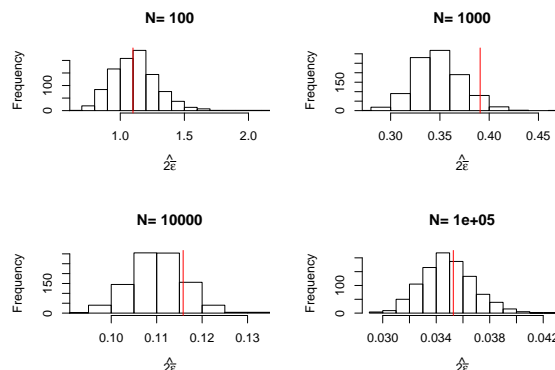 N= 100
N= 1000
Frequency
100
0
1.0 1.5 2.0
2ε̂
Frequency
150
0
0.30 0.35 0.40 0.45
2ε̂
N= 10000
N= 1e+05
Frequency
150
0
0.10 0.11 0.12 0.13
2ε̂
Frequency
100
0
0.030 0.034 0.038 0.042
2ε̂